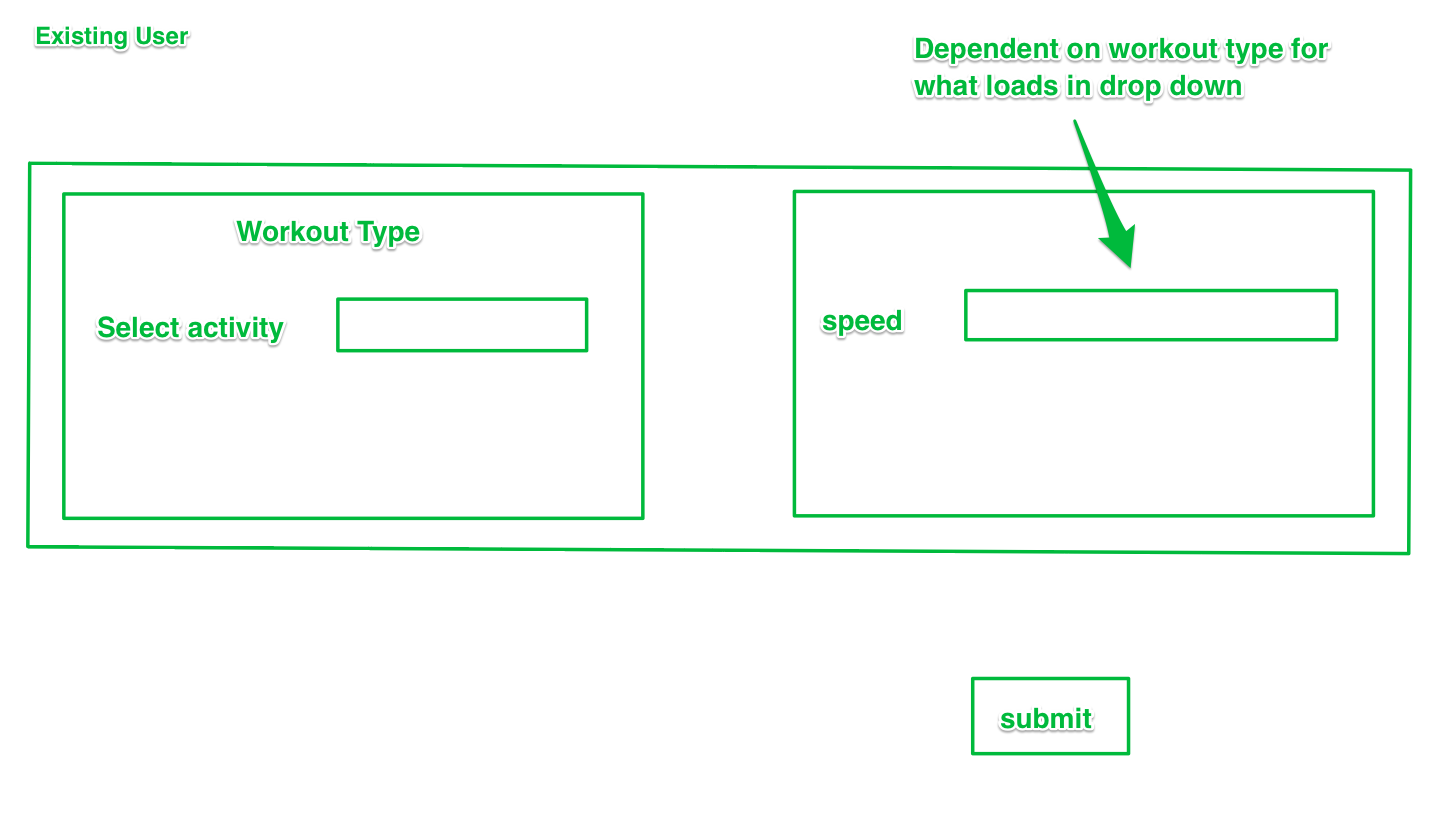 Existing User
Dependent on workout type for
what loads in drop down
Workout Type
Select activity
speed
submit